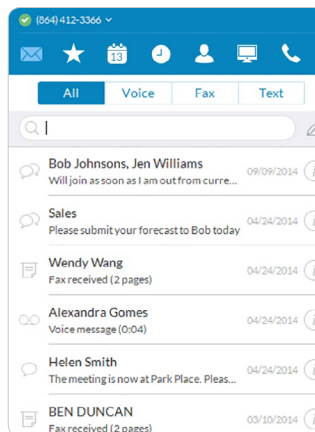 (864) 412-3366
13
All Voice Fax Text
Bob Johnsons, Jen Williams
Will join as soon as I am out from curre... 09/09/2014
Sales
Please submit your forecast to Bob today 04/24/2014
Wendy Wang
Fax received (2 pages) 04/24/2014
Alexandra Gomes
Voice message (0:04) 04/24/2014
Helen Smith
The meeting is now at Park Place. Pleas... 04/24/2014
BEN DUNCAN
Fax received (2 pages) 03/10/2014